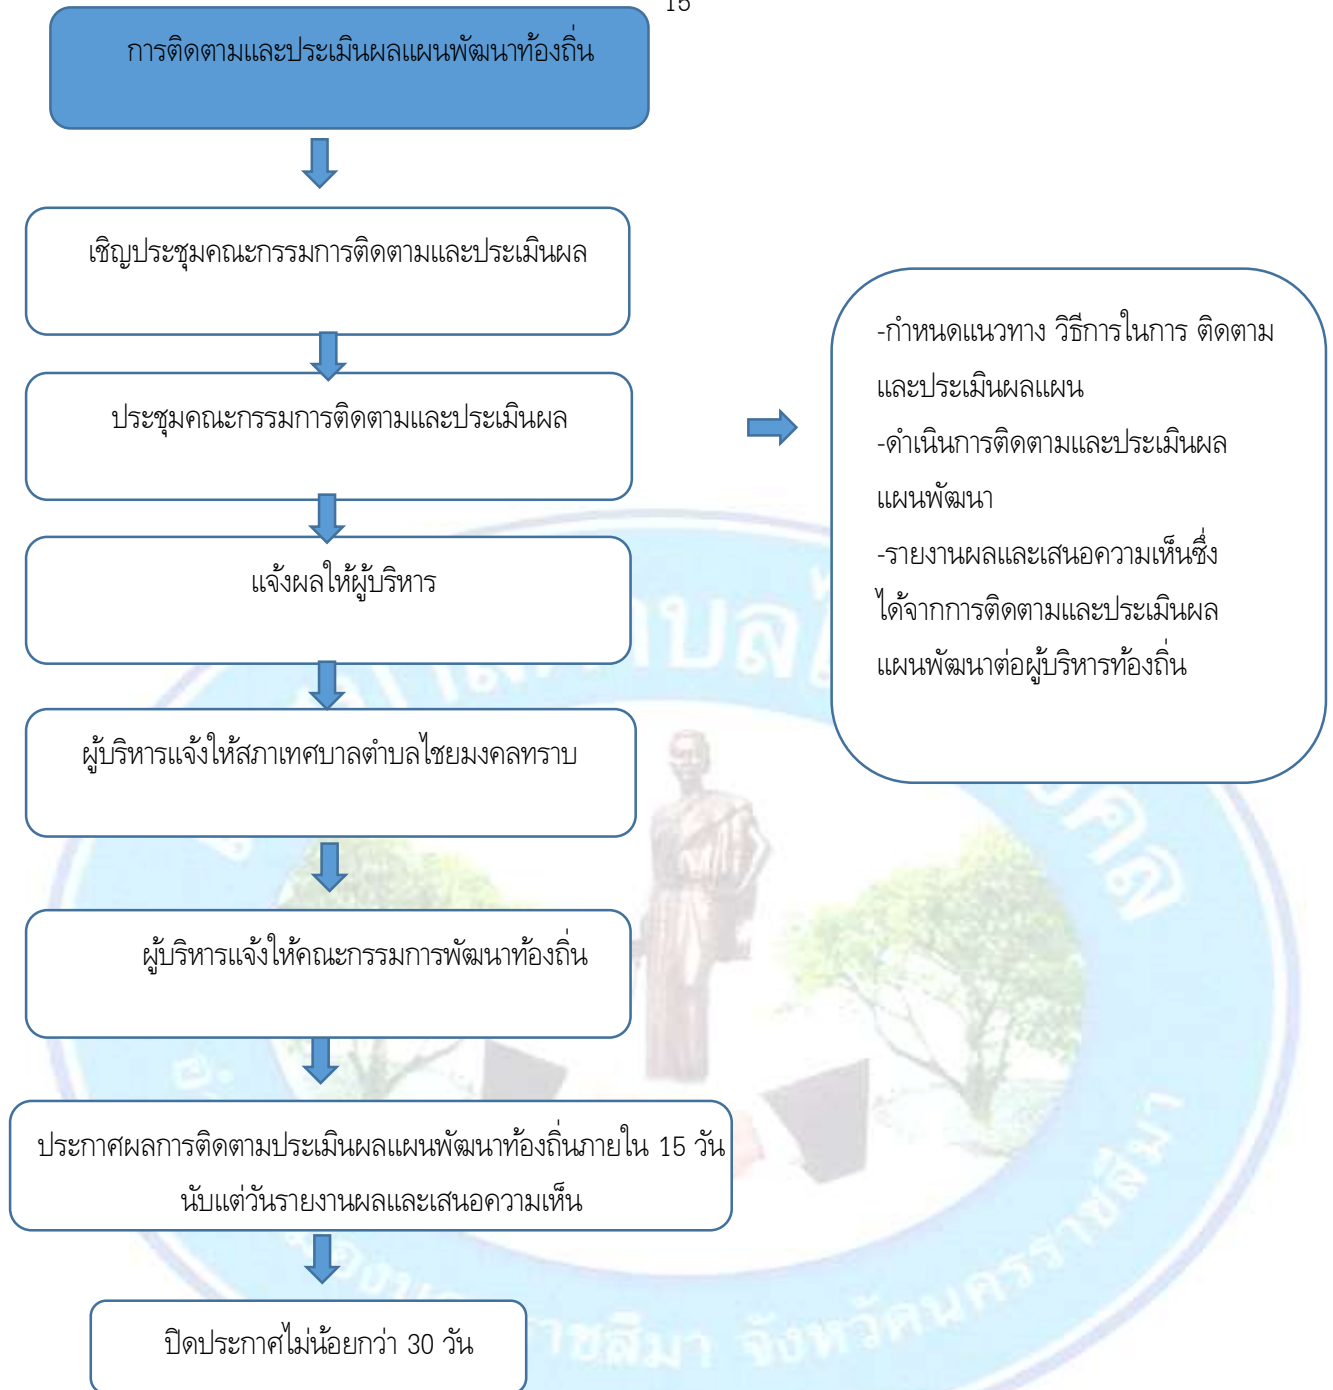 15
การติดตามและประเมินผลแผนพัฒนาท้องถิ่น
เชิญประชุมคณะกรรมการติดตามและประเมินผล
ประชุมคณะกรรมการติดตามและประเมินผล
-กำหนดแนวทาง วิธีการในการ ติดตาม
และประเมินผลแผน
-ดำเนินการติดตามและประเมินผล
แผนพัฒนา
-รายงานผลและเสนอความเห็นซึ่ง
ได้จากการติดตามและประเมินผล
แผนพัฒนาต่อผู้บริหารท้องถิ่น
แจ้งผลให้ผู้บริหาร
ผู้บริหารแจ้งให้สภาเทศบาลตำบลไชยมงคลทราบ
ผู้บริหารแจ้งให้คณะกรรมการพัฒนาท้องถิ่น
ประกาศผลการติดตามประเมินผลแผนพัฒนาท้องถิ่นภายใน 15 วัน
นับแต่วันรายงานผลและเสนอความเห็น
ปิดประกาศไม่น้อยกว่า 30 วัน
จังหวัดนครราชสีมา